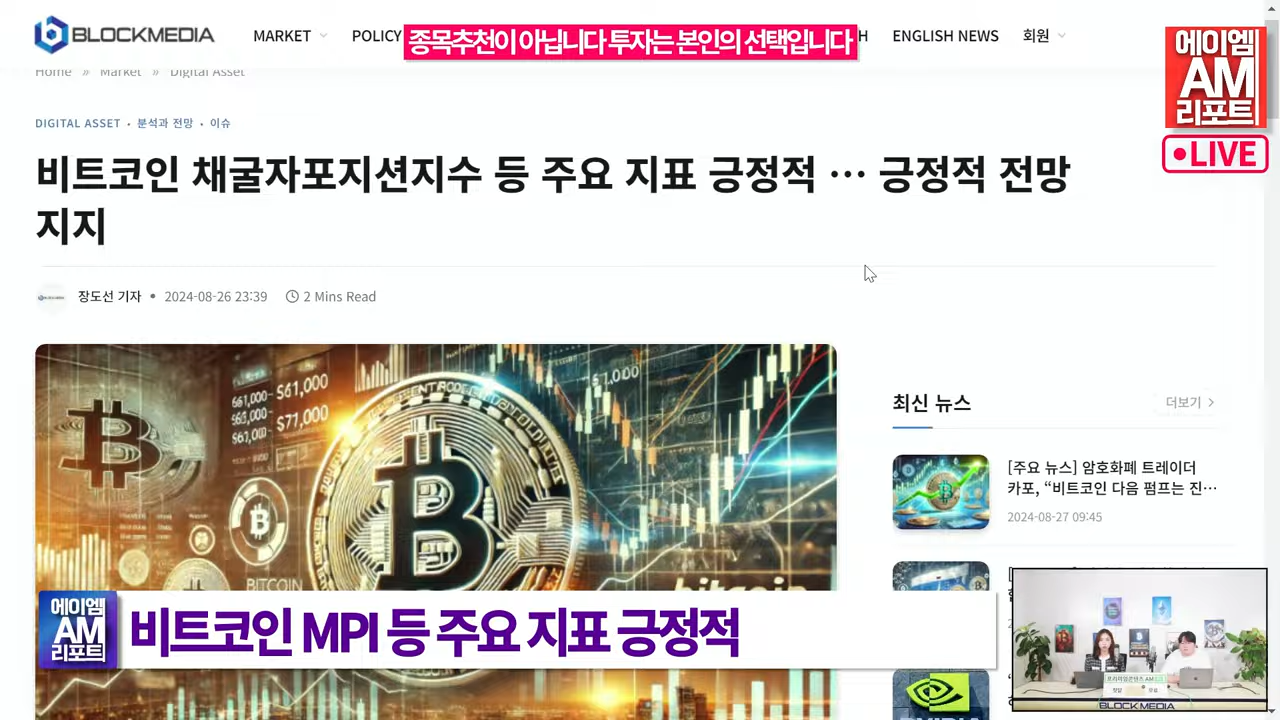 BLOCKMEDIA
MARKET
POLICY
종목추천이 아닙니다 투자는 본인의 선택입니다
H
ENGLISH NEWS
회원
Home » Market » Digital Asset
에이엠
AM
리포트
LIVE
DIGITAL ASSET • 분석과 전망 • 이슈
비트코인 채굴자포지션지수 등 주요 지표 긍정적 … 긍정적 전망
지지
장도선 기자 • 2024-08-26 23:39 2 Mins Read
$61,000
$77,000
BITCOIN
bitcoin
최신 뉴스
더보기
[주요 뉴스] 암호화폐 트레이더
카포, “비트코인 다음 펌프는 진…
2024-08-27 09:45
에이엠
AM
리포트
비트코인 MPI 등 주요 지표 긍정적
BLOCKMEDIA